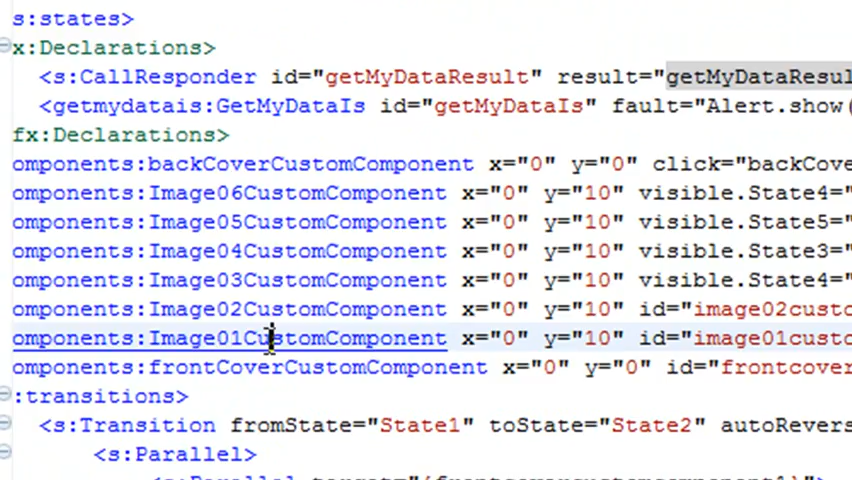 s:states>
x:Declarations>
<s:CallResponder id="getMyDataResult" result="getMyDataResul
<getmydatais:GetMyDataIs id="getMyDataIs" fault="Alert.show(
fx:Declarations>
omponents:backCoverCustomComponent x="0" y="0" click="backCove
omponents:Image06CustomComponent x="0" y="10" visible.State4="
omponents:Image05CustomComponent x="0" y="10" visible.State5="
omponents:Image04CustomComponent x="0" y="10" visible.State3="
omponents:Image03CustomComponent x="0" y="10" visible.State4="
omponents:Image02CustomComponent x="0" y="10" id="image02custo
omponents:Image01CustomComponent x="0" y="10" id="image01custo
omponents:frontCoverCustomComponent x="0" y="0" id="frontcover
:transitions>
<s:Transition fromState="State1" toState="State2" autoRevers
<s:Parallel>